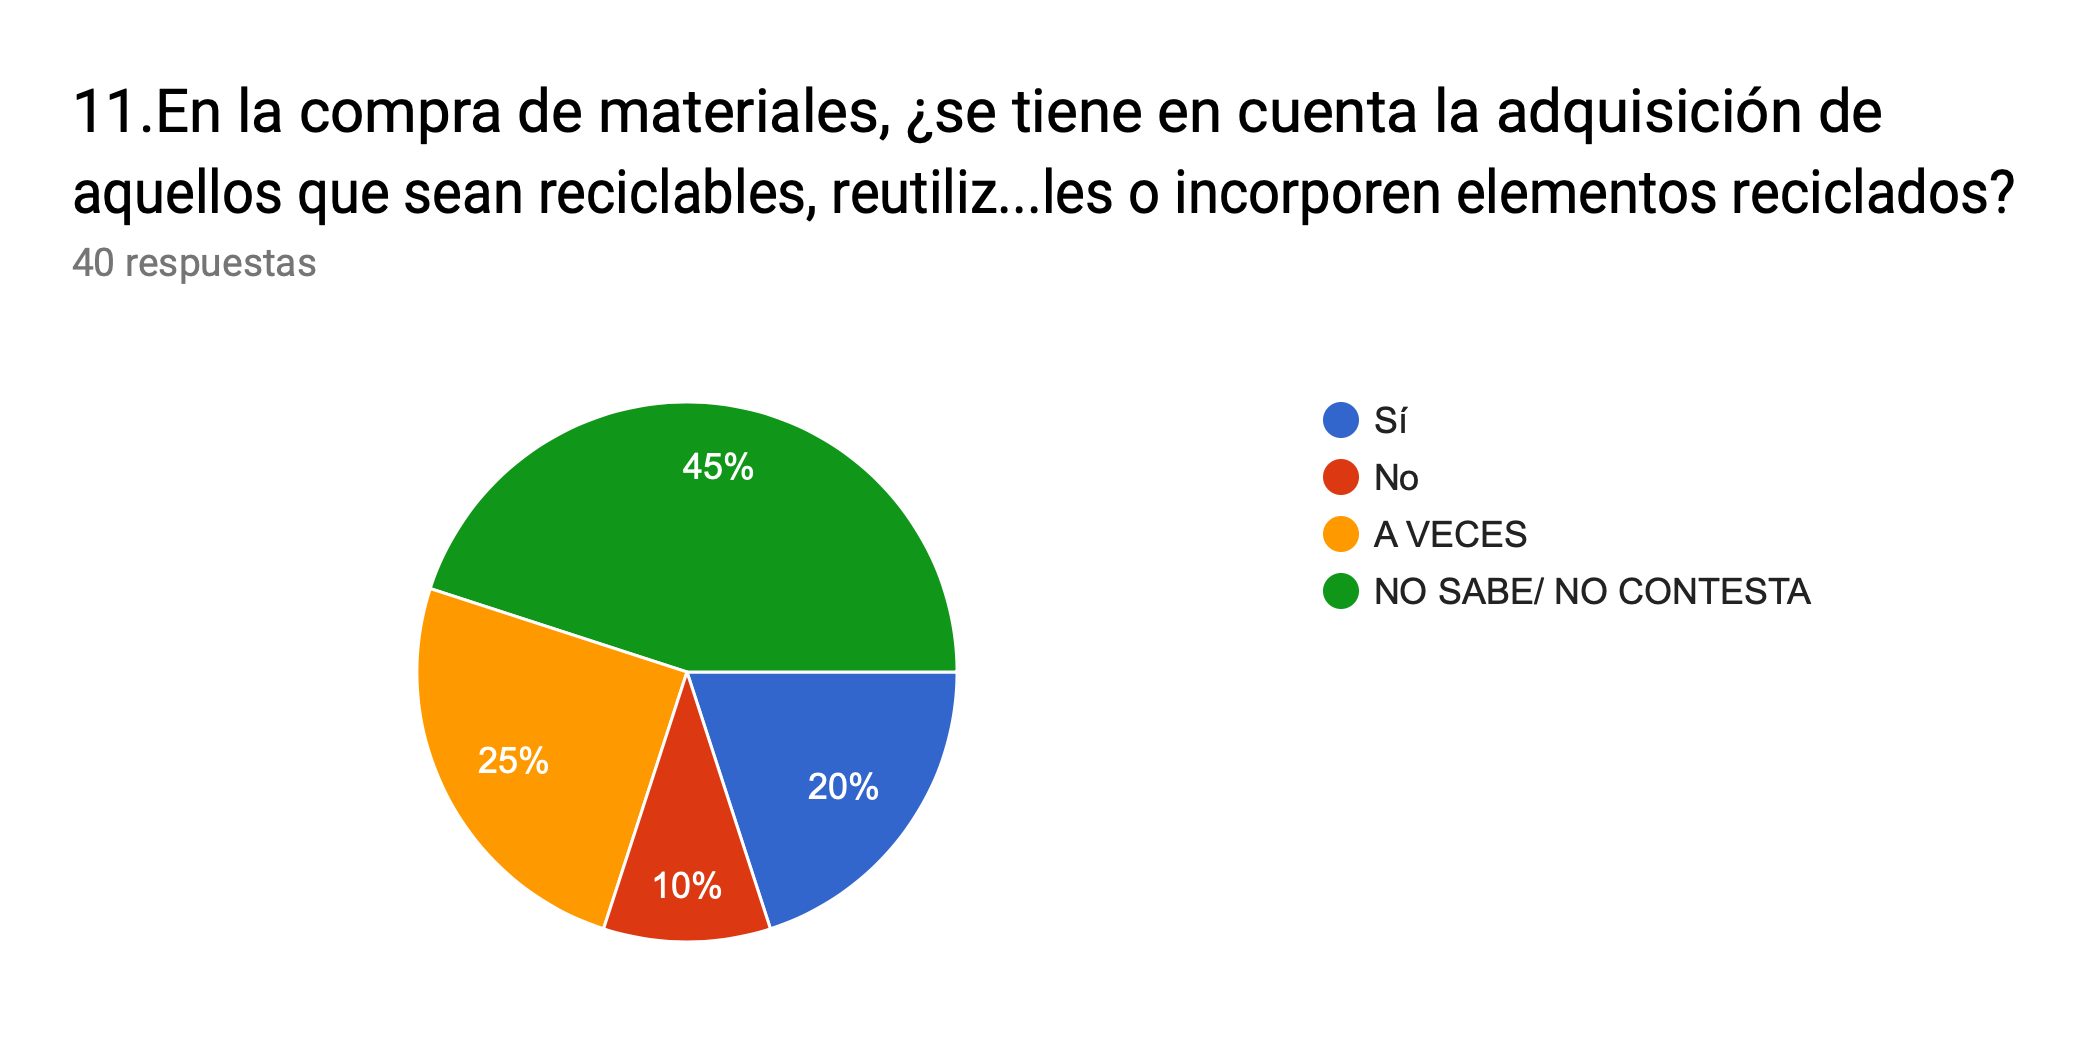 11.En la compra de materiales, ¿se tiene en cuenta la adquisición de
aquellos que sean reciclables, reutiliz...les o incorporen elementos reciclados?
40 respuestas
45%
25%
20%
10%
Sí
No
A VECES
NO SABE/ NO CONTESTA